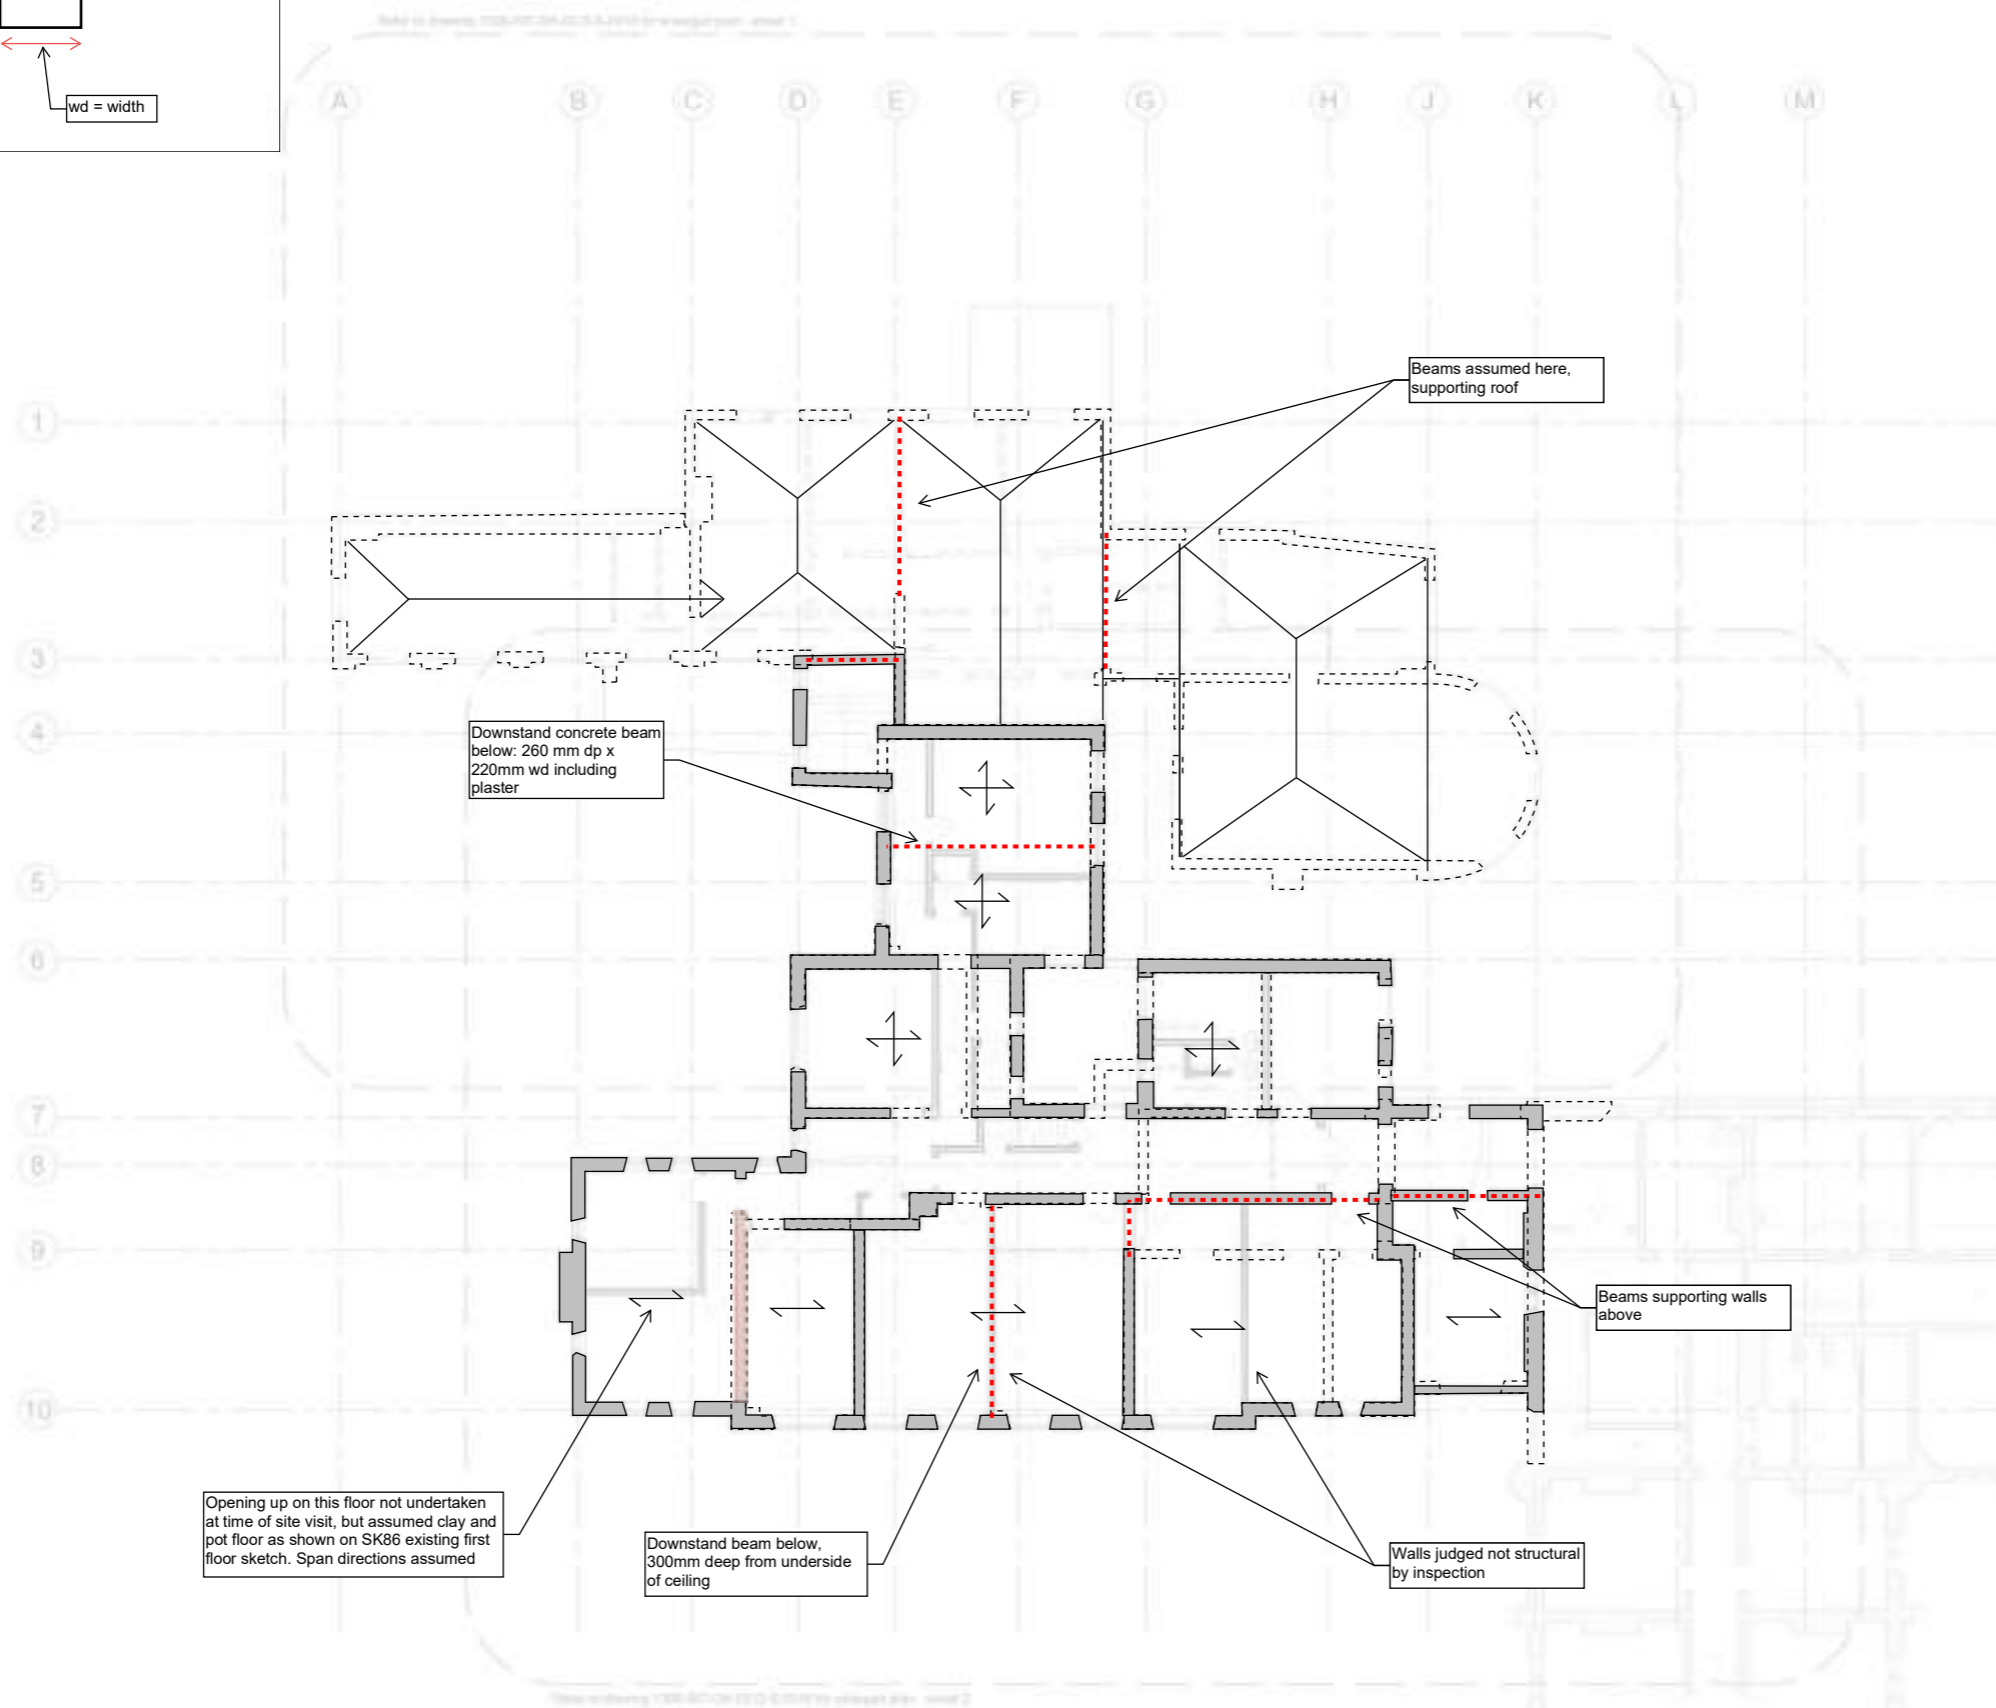 wd = width
A
B
C
D
E
F
G
H
J
K
L
M
1
2
3
4
5
6
7
8
9
10
Beams assumed here,
supporting roof
Downstand concrete beam
below: 260 mm dp x
220mm wd including
plaster
Beams supporting walls
above
Opening up on this floor not undertaken
at time of site visit, but assumed clay and
pot floor as shown on SK86 existing first
floor sketch. Span directions assumed
Downstand beam below,
300mm deep from underside
of ceiling
Walls judged not structural
by inspection